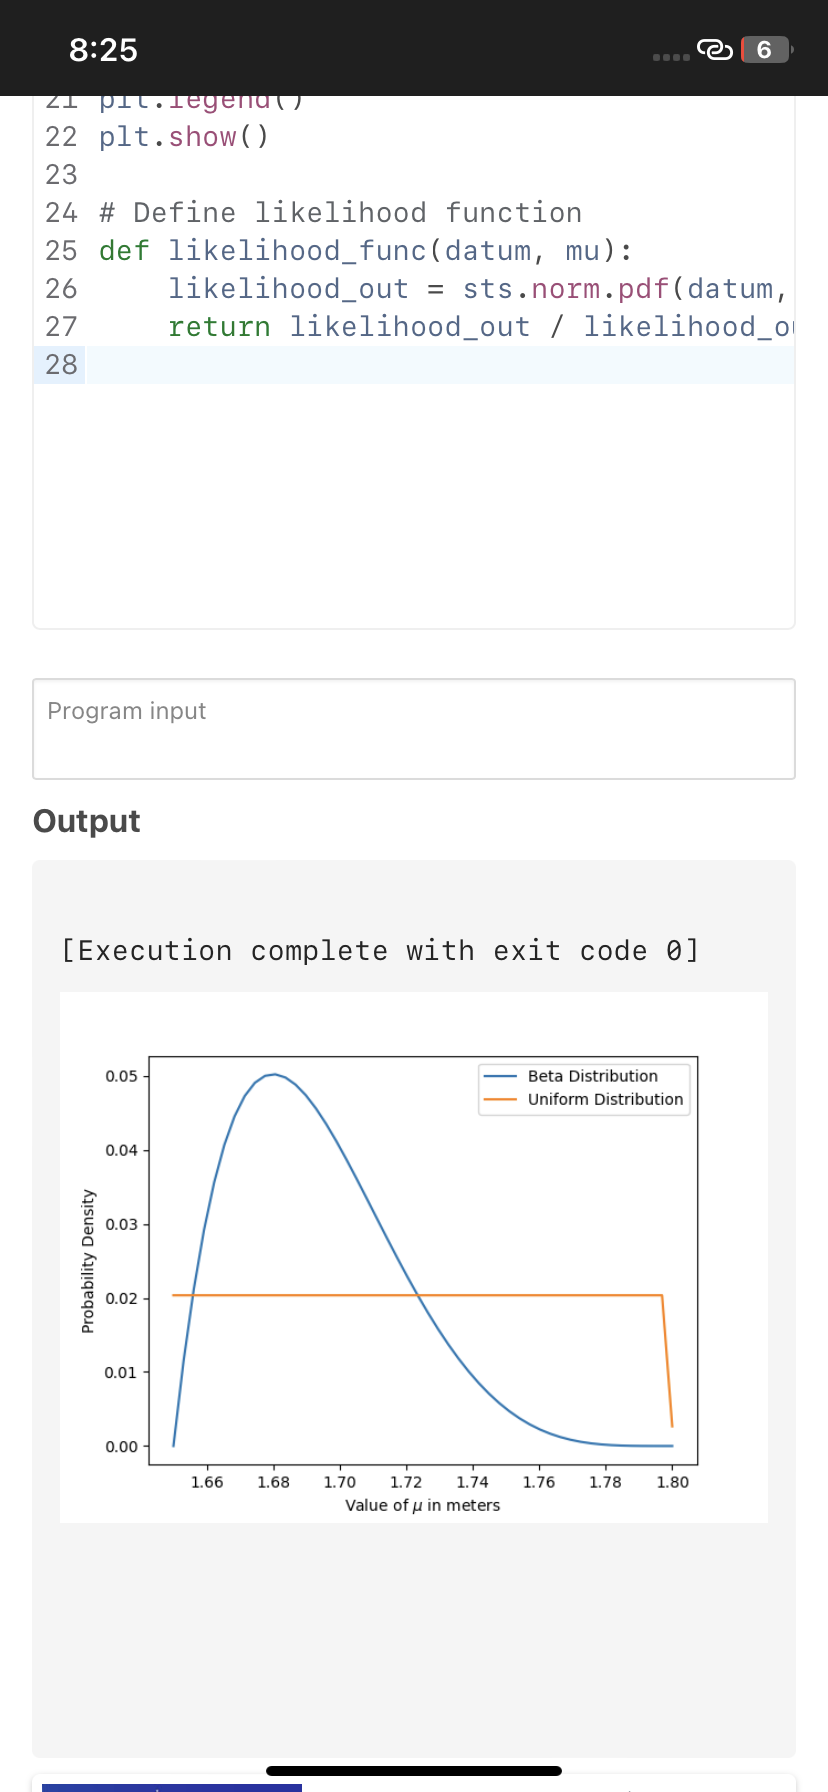 8:25
6
21 plt.legend()
22 plt.show()
23
24 # Define likelihood function
25 def likelihood_func(datum, mu):
26 likelihood_out = sts.norm.pdf(datum,
27 return likelihood_out / likelihood_ou
28
Program input
Output
[Execution complete with exit code 0]
Beta Distribution
Uniform Distribution
Probability Density
0.05
0.04
0.03
0.02
0.01
0.00
1.66 1.68 1.70 1.72 1.74 1.76 1.78 1.80
Value of μ in meters